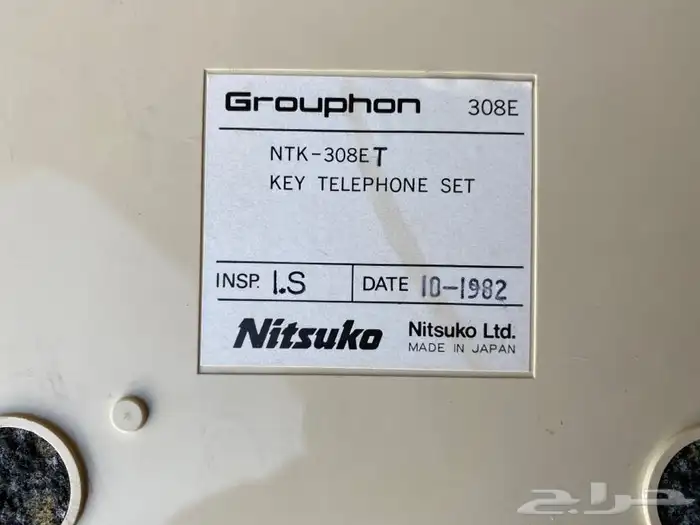 Grouphon 308E
NTK-308ET
KEY TELEPHONE SET
INSP. I.S DATE 10-1982
Nitsuko Nitsuko Ltd.
MADE IN JAPAN
حراج